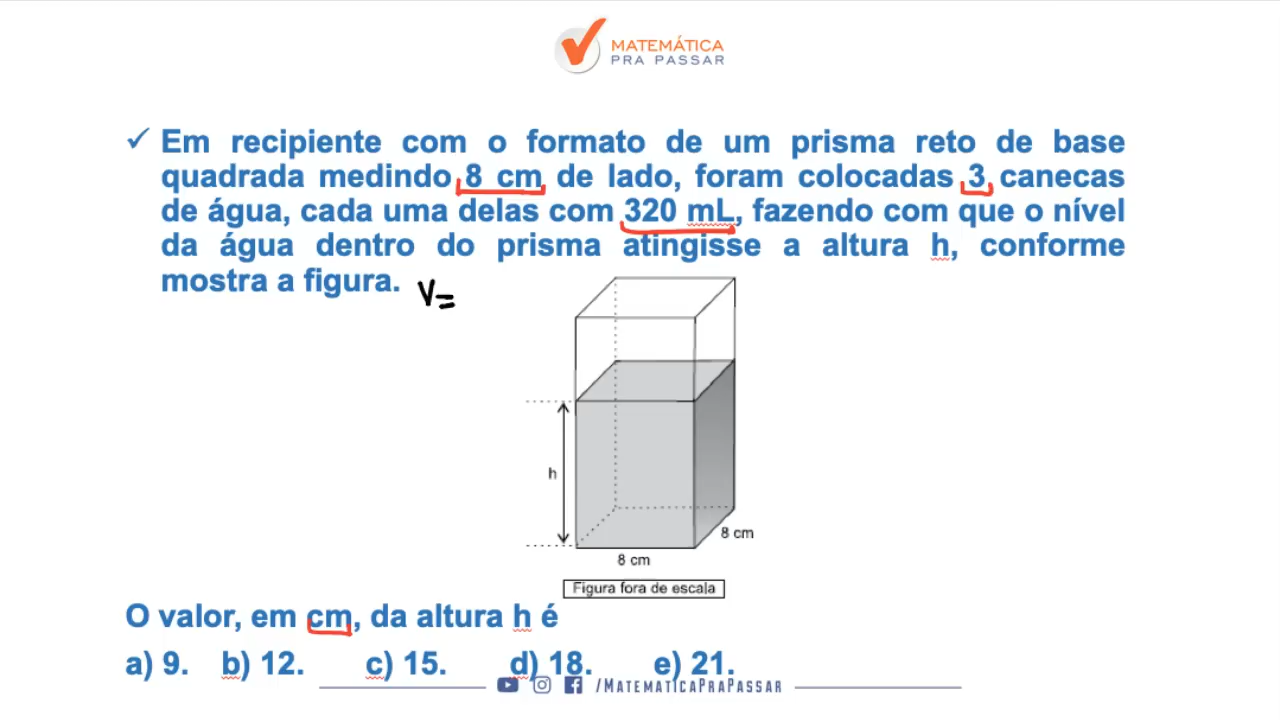 MATEMÁTICA
PRA PASSAR
✓ Em recipiente com o formato de um prisma reto de base
quadrada medindo 8 cm de lado, foram colocadas 3 canecas
de água, cada uma delas com 320 mL, fazendo com que o nível
da água dentro do prisma atingisse a altura h, conforme
mostra a figura.
V=
h
8 cm
8 cm
Figura fora de escala
O valor, em cm, da altura h é
a) 9. b) 12. c) 15. d) 18. e) 21.
/MatematicaPraPassar